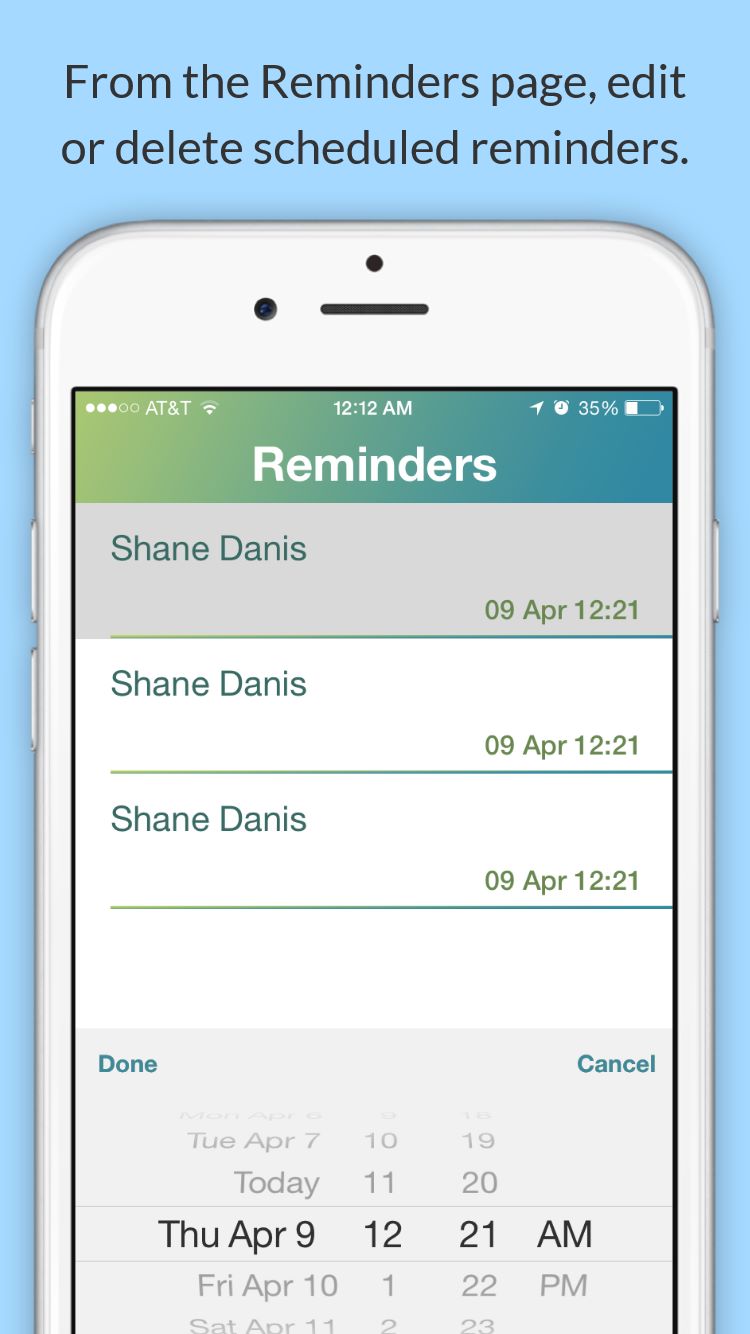 From the Reminders page, edit
or delete scheduled reminders.
AT&T 12:12 AM 35%
Reminders
Shane Danis
09 Apr 12:21
Shane Danis
09 Apr 12:21
Shane Danis
09 Apr 12:21
Done Cancel
Mon Apr 6 9 18
Tue Apr 7 10 19
Today 11 20
Thu Apr 9 12 21 AM
Fri Apr 10 1 22 PM
Sat Apr 11 2 23